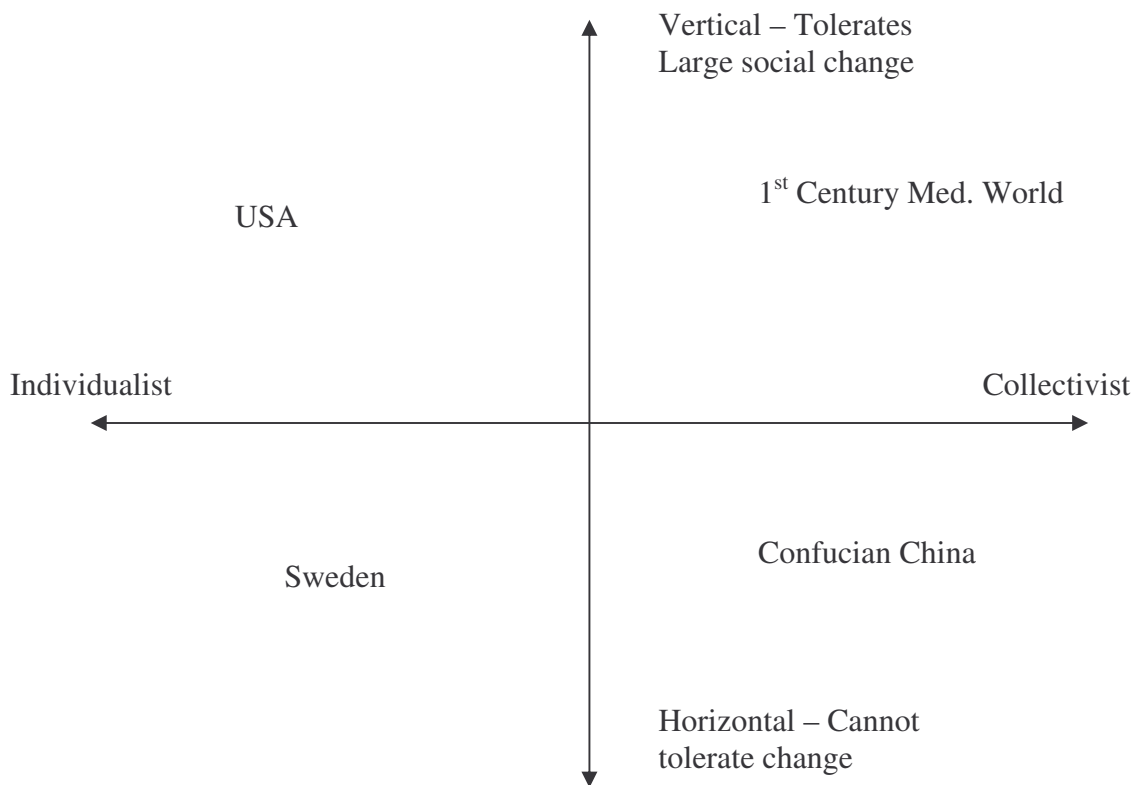 Vertical – Tolerates
Large social change
1st Century Med. World
USA
Individualist
Collectivist
Confucian China
Sweden
Horizontal – Cannot
tolerate change